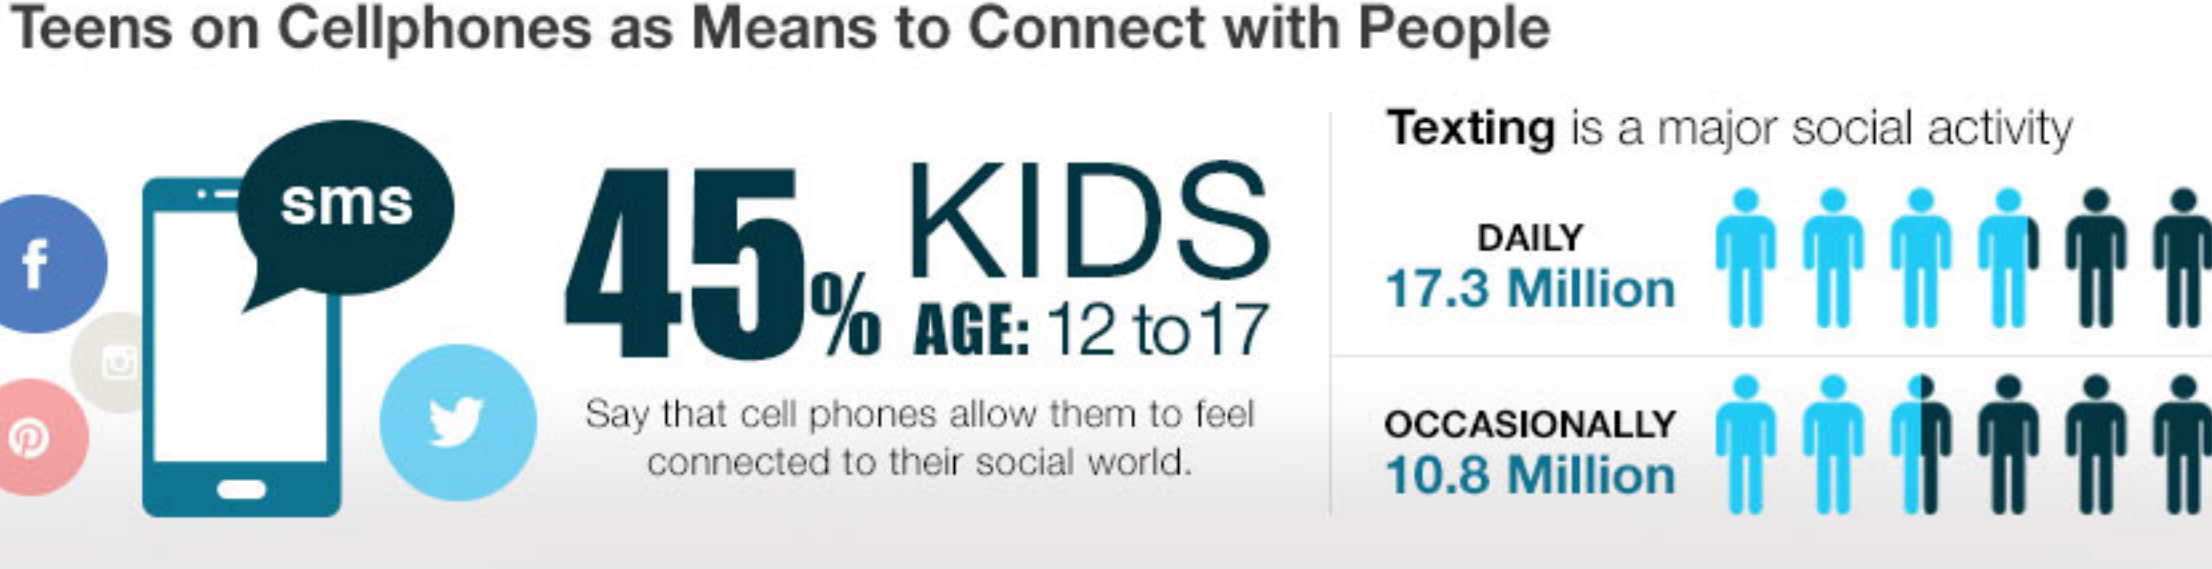 Teens on Cellphones as Means to Connect with People
sms
f
45% KIDS
AGE: 12 to 17
Say that cell phones allow them to feel
connected to their social world.
Texting is a major social activity
DAILY
17.3 Million
OCCASIONALLY
10.8 Million